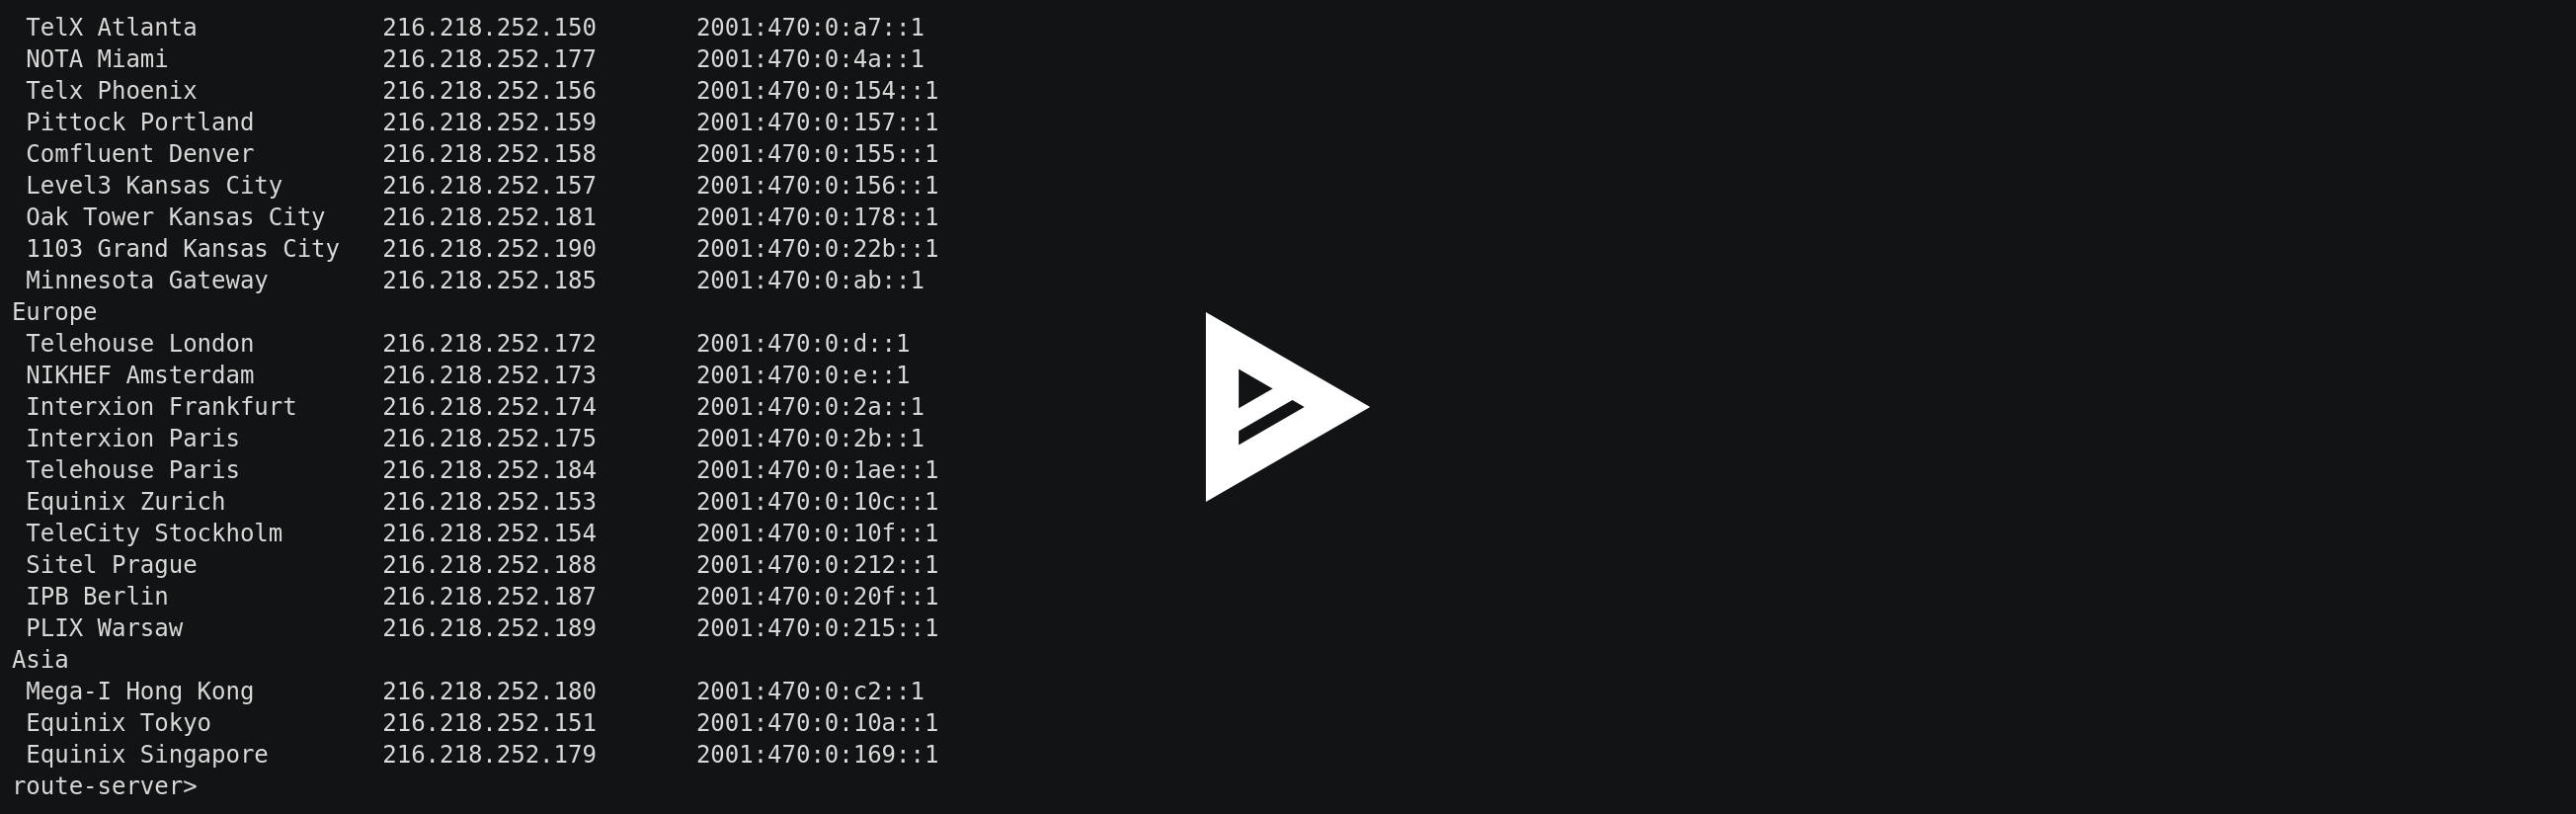 TelX Atlanta 216.218.252.150 2001:470:0:a7::1
NOTA Miami 216.218.252.177 2001:470:0:4a::1
Telx Phoenix 216.218.252.156 2001:470:0:154::1
Pittock Portland 216.218.252.159 2001:470:0:157::1
Comfluent Denver 216.218.252.158 2001:470:0:155::1
Level3 Kansas City 216.218.252.157 2001:470:0:156::1
Oak Tower Kansas City 216.218.252.181 2001:470:0:178::1
1103 Grand Kansas City 216.218.252.190 2001:470:0:22b::1
Minnesota Gateway 216.218.252.185 2001:470:0:ab::1
Europe
Telehouse London 216.218.252.172 2001:470:0:d::1
NIKHEF Amsterdam 216.218.252.173 2001:470:0:e::1
Interxion Frankfurt 216.218.252.174 2001:470:0:2a::1
Interxion Paris 216.218.252.175 2001:470:0:2b::1
Telehouse Paris 216.218.252.184 2001:470:0:1ae::1
Equinix Zurich 216.218.252.153 2001:470:0:10c::1
TeleCity Stockholm 216.218.252.154 2001:470:0:10f::1
Sitel Prague 216.218.252.188 2001:470:0:212::1
IPB Berlin 216.218.252.187 2001:470:0:20f::1
PLIX Warsaw 216.218.252.189 2001:470:0:215::1
Asia
Mega-I Hong Kong 216.218.252.180 2001:470:0:c2::1
Equinix Tokyo 216.218.252.151 2001:470:0:10a::1
Equinix Singapore 216.218.252.179 2001:470:0:169::1
route-server>